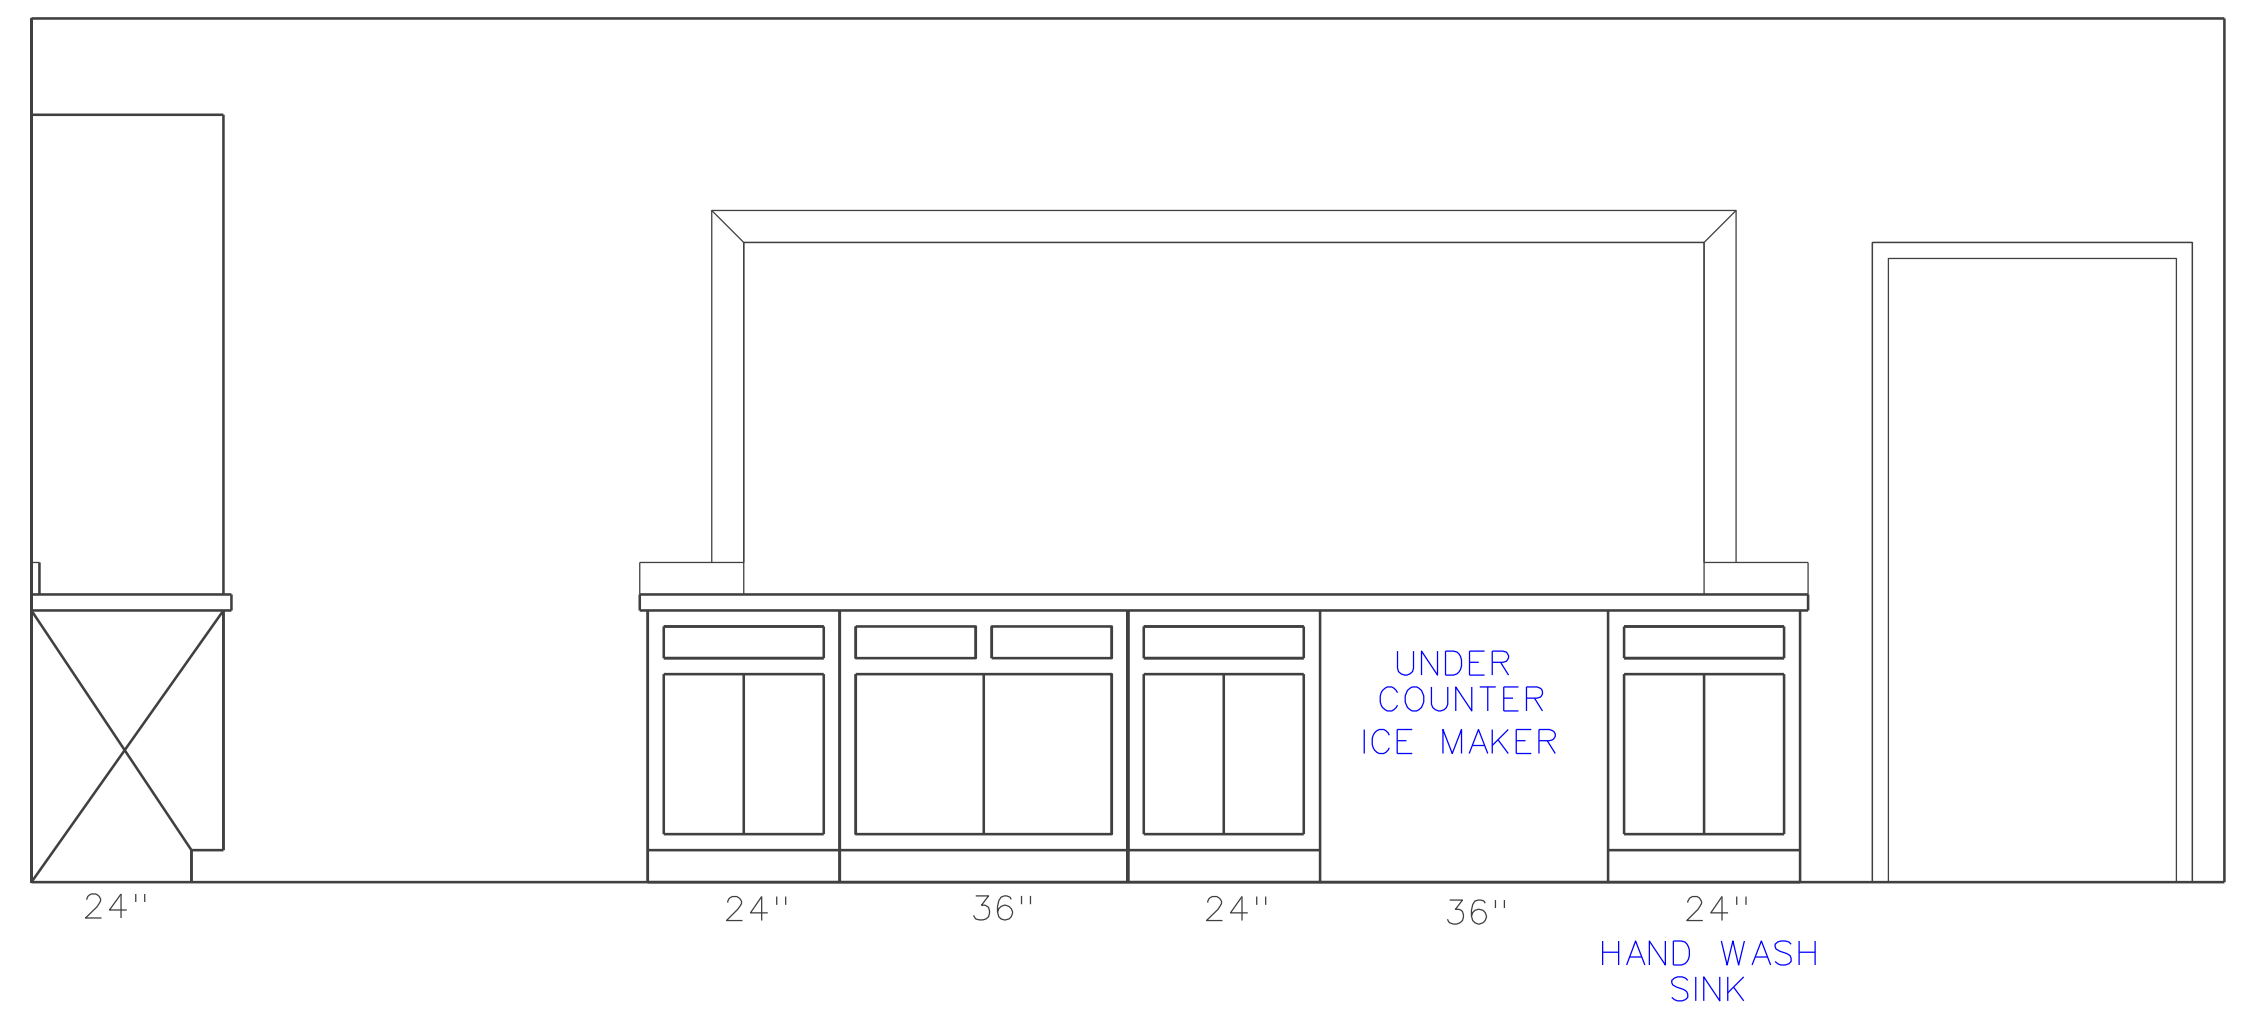 UNDER
COUNTER
ICE MAKER
24"
24"
36"
24"
36"
24"
HAND WASH
SINK